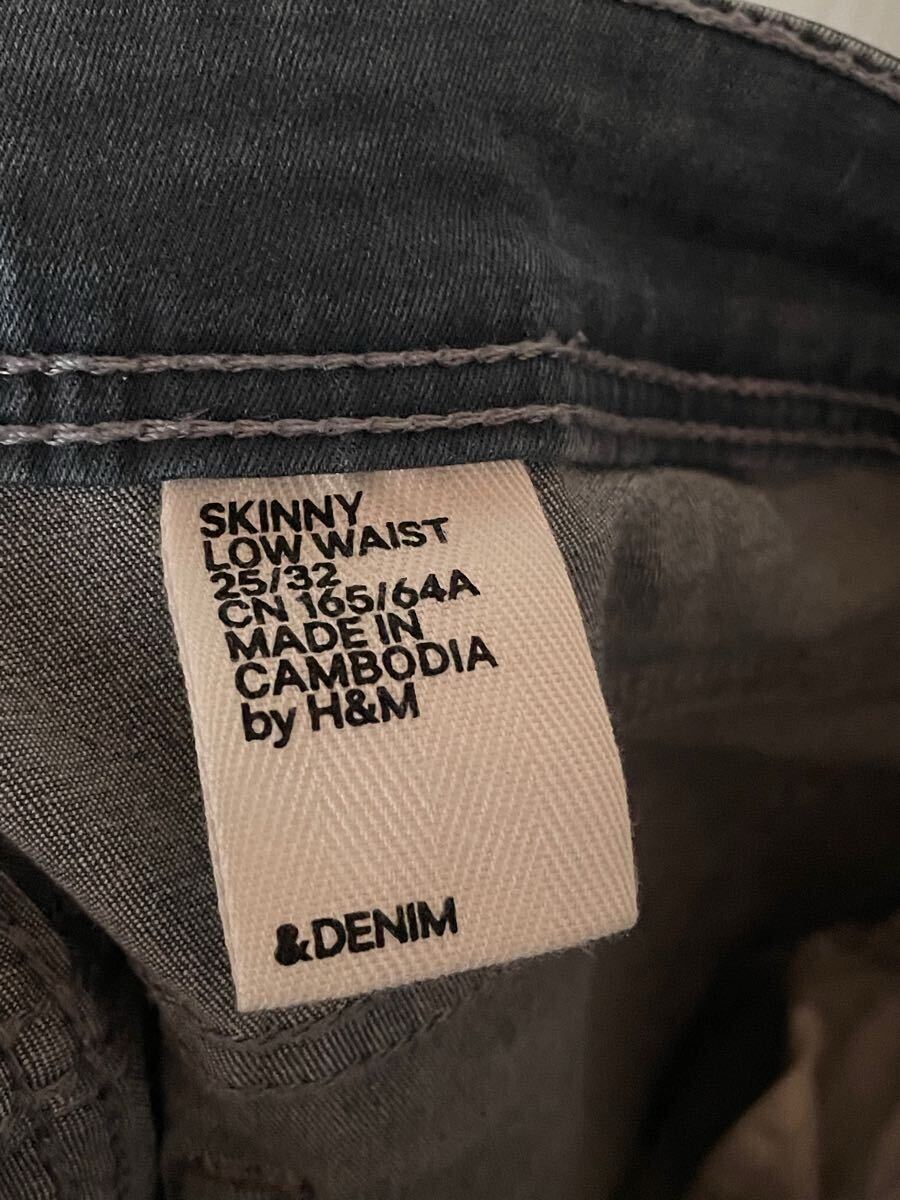 SKINNY
LOW WAIST
25/32
CN 165/64A
MADE IN
CAMBODIA
by H&M
&DENIM